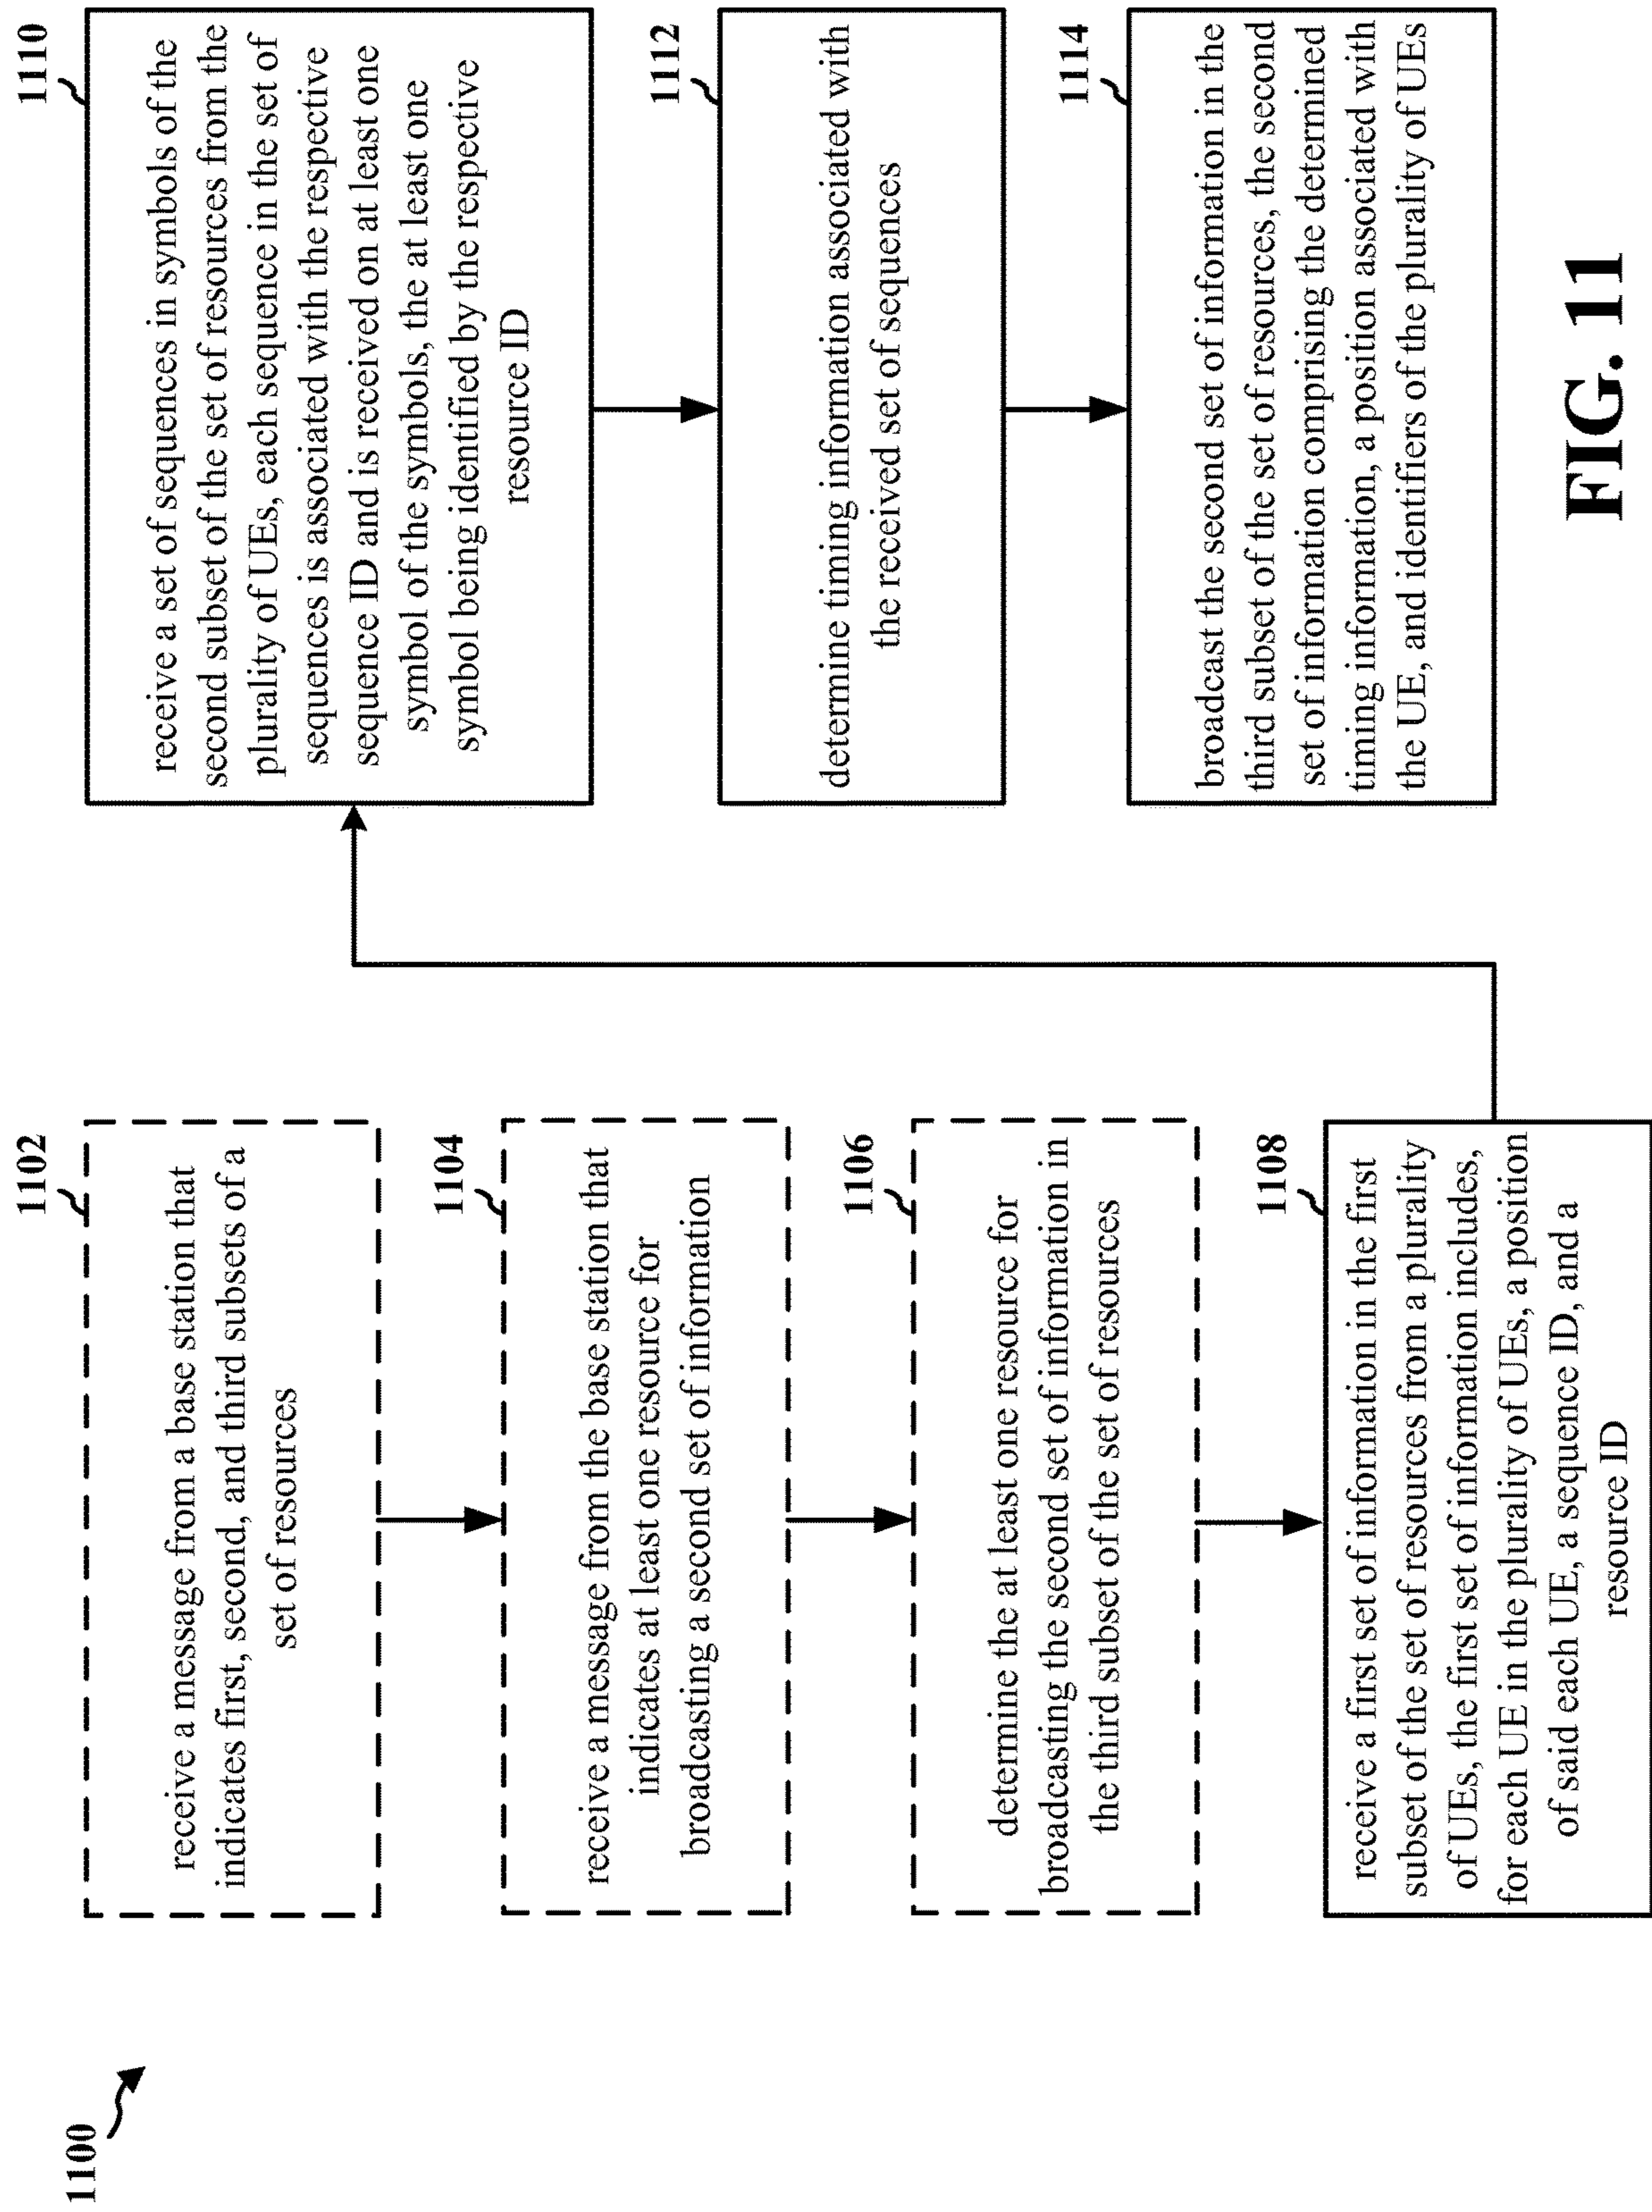 1100
1102
receive a message from a base station that
indicates first, second, and third subsets of a
set of resources
1104
receive a message from the base station that
indicates at least one resource for
broadcasting a second set of information
1106
determine the at least one resource for
broadcasting the second set of information in
the third subset of the set of resources
1108
receive a first set of information in the first
subset of the set of resources from a plurality
of UEs, the first set of information includes,
for each UE in the plurality of UEs, a position
of said each UE, a sequence ID, and a
resource ID
1110
receive a set of sequences in symbols of the
second subset of the set of resources from the
plurality of UEs, each sequence in the set of
sequences is associated with the respective
sequence ID and is received on at least one
symbol of the symbols, the at least one
symbol being identified by the respective
resource ID
1112
determine timing information associated with
the received set of sequences
1114
broadcast the second set of information in the
third subset of the set of resources, the second
set of information comprising the determined
timing information, a position associated with
the UE, and identifiers of the plurality of UEs
FIG. 11